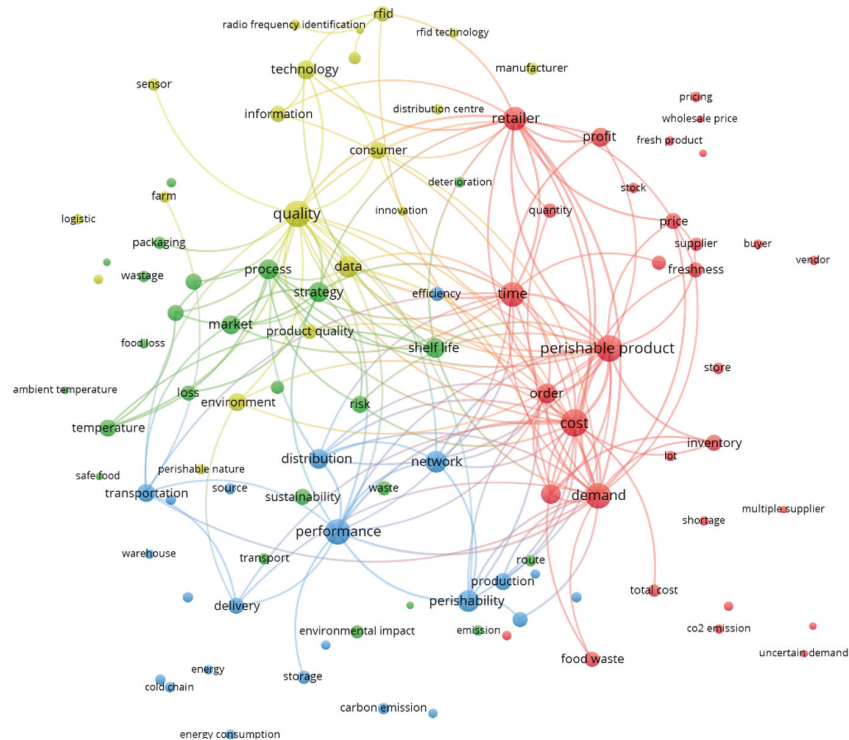 rfid
radio frequency identification
rfid technology
technology
manufacturer
sensor
pricing
information
distribution centre
retailer
wholesale price
profit
fresh product
consumer
deterioration
stock
farm
quality
innovation
quantity
logistic
price
packaging
supplier
buyer
process
data
vendor
wastage
freshness
strategy
efficiency
time
market
product quality
food loss
shelf life
perishable product
store
ambient temperature
loss
environment
risk
order
temperature
cost
inventory
distribution
network
lot
safe food
perishable nature
transportation
source
sustainability
waste
demand
multiple supplier
shortage
performance
warehouse
transport
route
production
total cost
delivery
perishability
environmental impact
emission
co2 emission
energy
food waste
uncertain demand
cold chain
storage
carbon emission
energy consumption